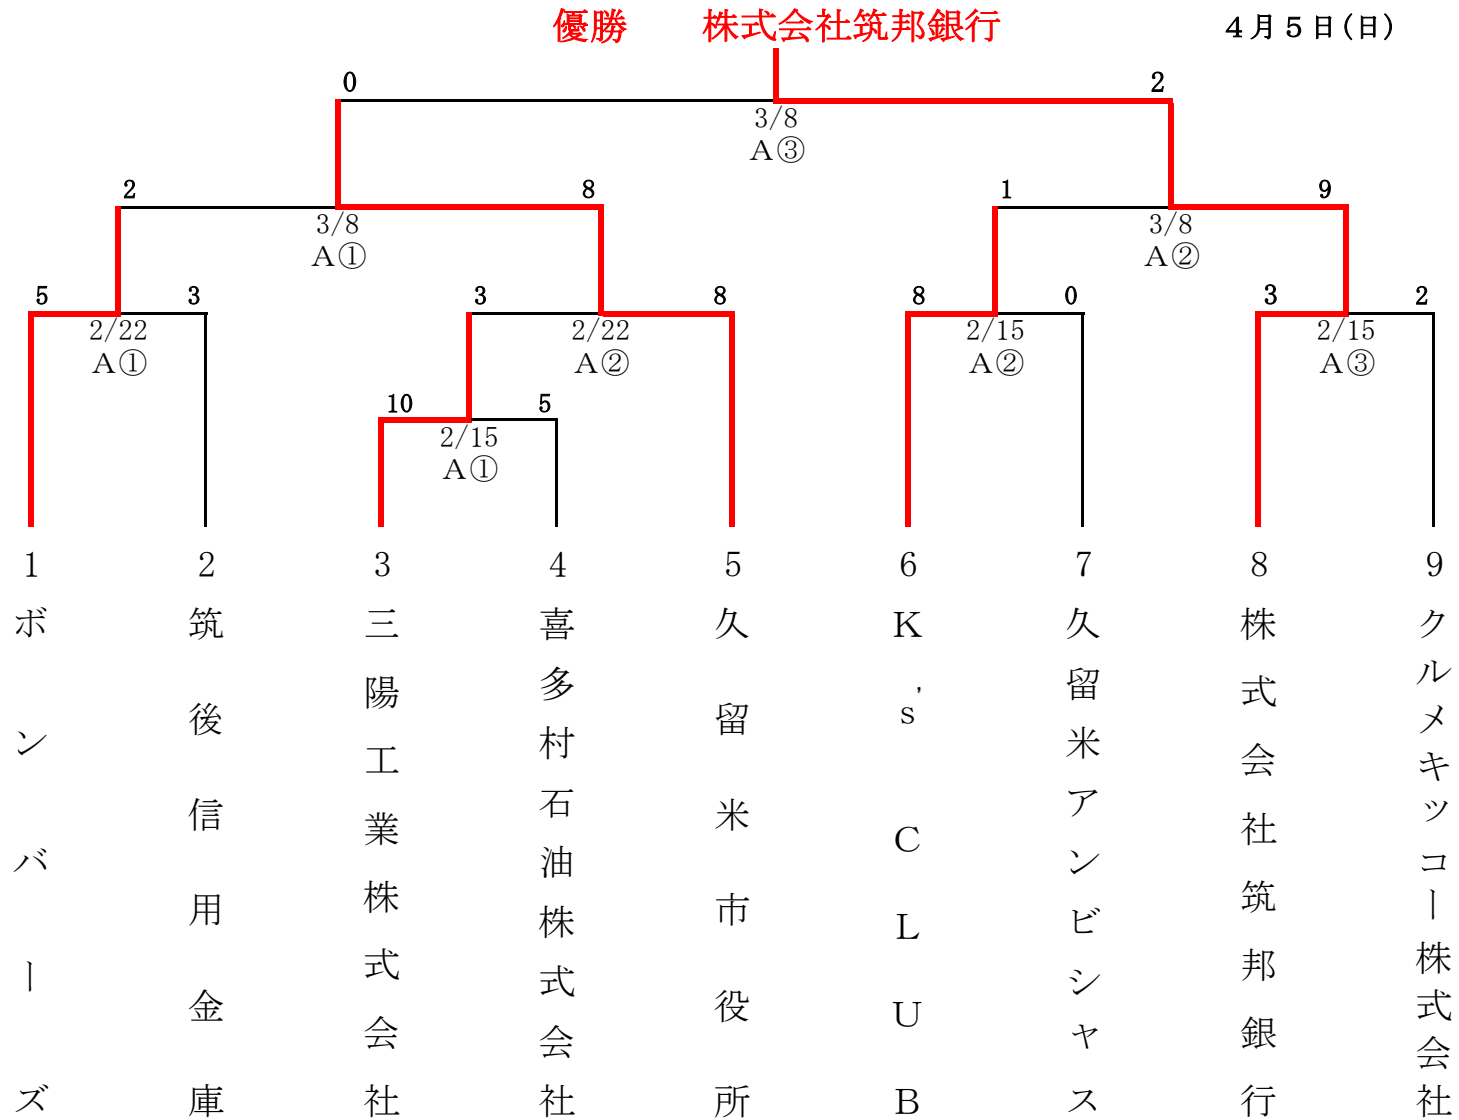 優勝　株式会社筑邦銀行
４月５日(日)
0 2
3/8
A③
2 8 1 9
3/8 3/8
A① A②
5 3 3 8 8 0 3 2
2/22 2/22 2/15 2/15
A① A② A② A③
10 5
2/15
A①
1 2 3 4 5 6 7 8 9
ボンバーズ
筑後信用金庫
三陽工業株式会社
喜多村石油株式会社
久留米市役所
K's CLUB
久留米アンビシャス
株式会社筑邦銀行
クルメキッコー株式会社